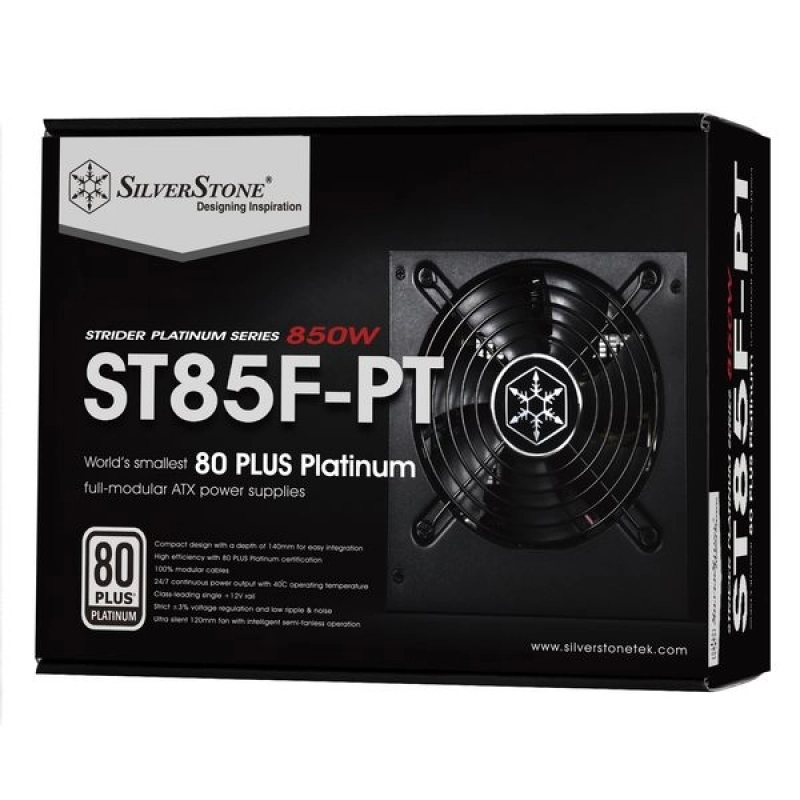 SILVERSTONE®
Designing Inspiration
STRIDER PLATINUM SERIES 850W
ST85F-PT
World's smallest 80 PLUS Platinum
full-modular ATX power supplies
80
PLUS®
PLATINUM
Compact design with a depth of 140mm for easy integration
High efficiency with 80 PLUS Platinum certification
100% modular cables
24/7 continuous power output with 40℃ operating temperature
Class-leading single +12V rail
Strict ±3% voltage regulation and low ripple & noise
Ultra silent 120mm fan with intelligent semi-fanless operation
www.silverstonetek.com
STRIDER PLATINUM SERIES 850W
ST85F-PT